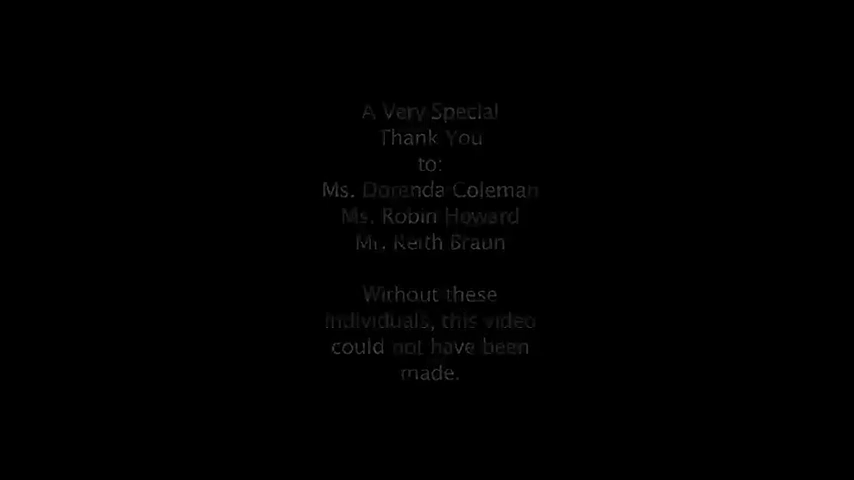 A Very Special
Thank You
to:
Ms. Dorenda Coleman
Ms. Robin Howard
Mr. Keith Braun
Without these
individuals, this video
could not have been
made.